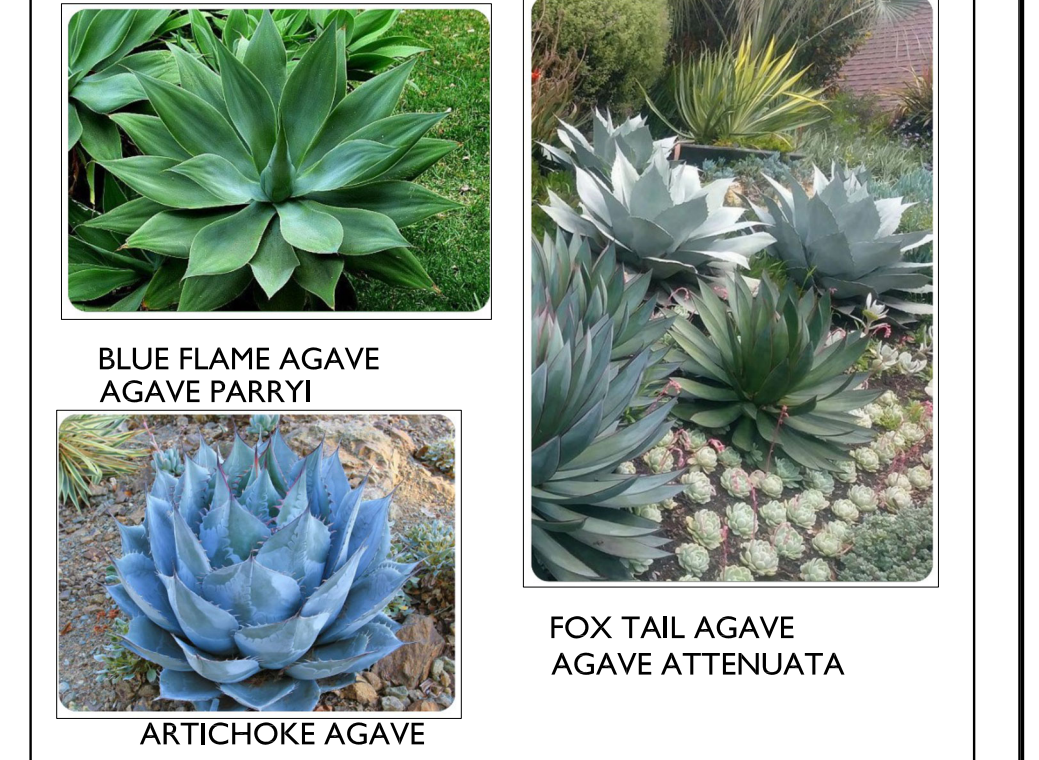 BLUE FLAME AGAVE
AGAVE PARRYI
ARTICHOKE AGAVE
FOX TAIL AGAVE
AGAVE ATTENUATA